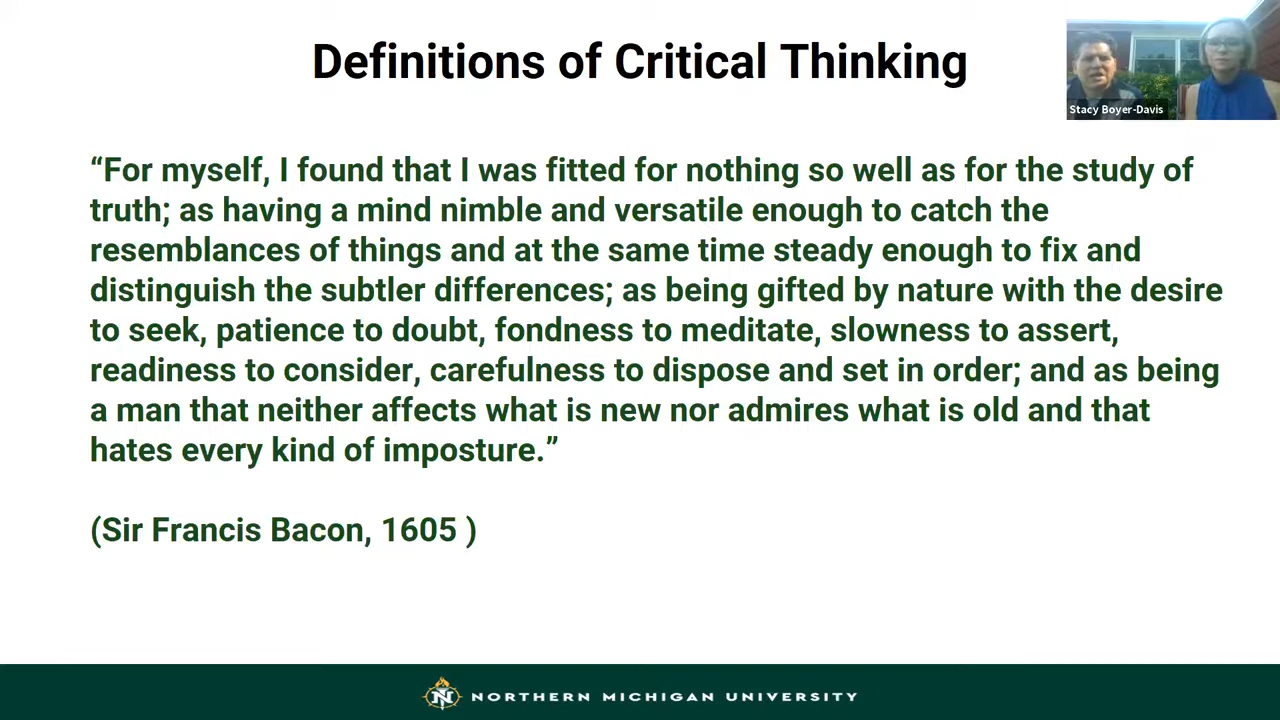 Definitions of Critical Thinking
Stacy Boyer-Davis
“For myself, I found that I was fitted for nothing so well as for the study of
truth; as having a mind nimble and versatile enough to catch the
resemblances of things and at the same time steady enough to fix and
distinguish the subtler differences; as being gifted by nature with the desire
to seek, patience to doubt, fondness to meditate, slowness to assert,
readiness to consider, carefulness to dispose and set in order; and as being
a man that neither affects what is new nor admires what is old and that
hates every kind of imposture.”
(Sir Francis Bacon, 1605 )
N
NORTHERN MICHIGAN UNIVERSITY